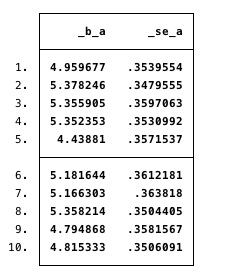 _b_a _se_a
1. 4.959677 .3539554
2. 5.378246 .3479555
3. 5.355905 .3597063
4. 5.352353 .3530992
5. 4.43881 .3571537
6. 5.181644 .3612181
7. 5.166303 .363818
8. 5.358214 .3504405
9. 4.794868 .3581567
10. 4.815333 .3506091